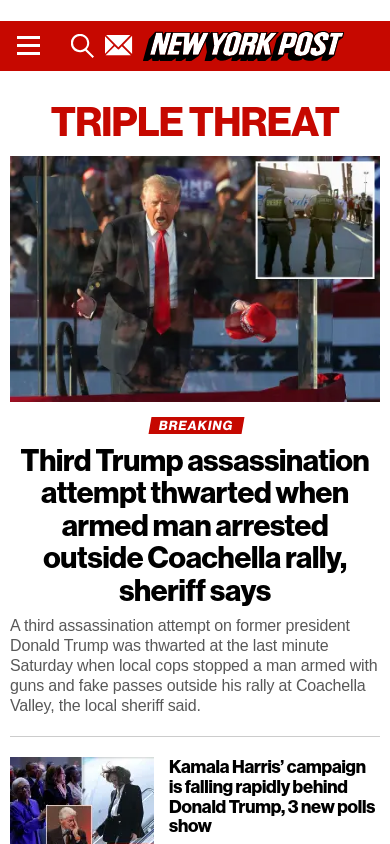 NEW YORK POST
TRIPLE THREAT
TRUMP
SHERIFF
BREAKING
Third Trump assassination
attempt thwarted when
armed man arrested
outside Coachella rally,
sheriff says
A third assassination attempt on former president
Donald Trump was thwarted at the last minute
Saturday when local cops stopped a man armed with
guns and fake passes outside his rally at Coachella
Valley, the local sheriff said.
Kamala Harris’ campaign
is falling rapidly behind
Donald Trump, 3 new polls
show